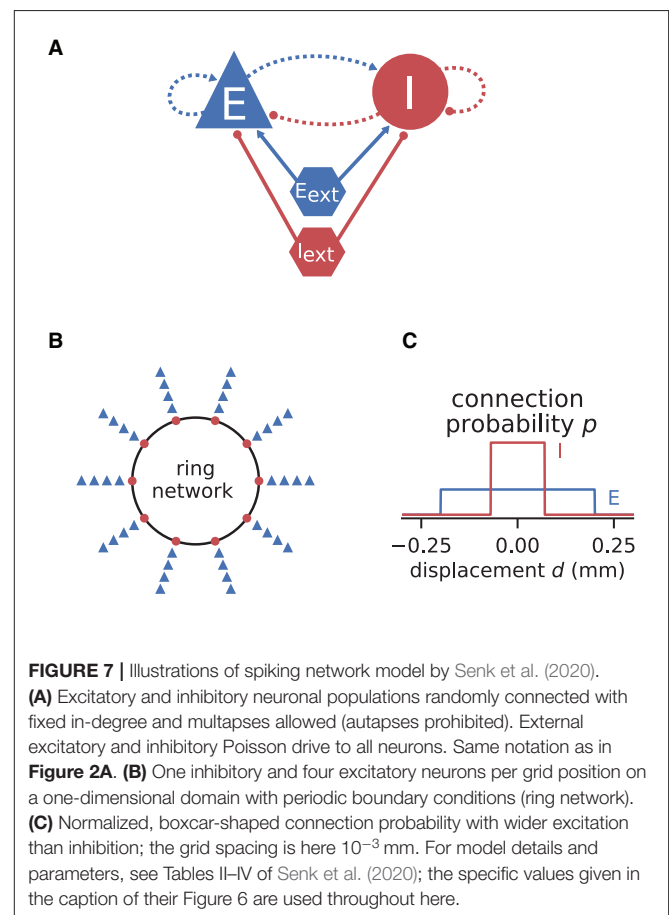 A
E
I
Eext
Iext
B
C
ring
network
connection
probability p
I
E
−0.25
0.00
0.25
displacement d (mm)
FIGURE 7 | Illustrations of spiking network model by Senk et al. (2020).
(A) Excitatory and inhibitory neuronal populations randomly connected with
fixed in-degree and multapses allowed (autapses prohibited). External
excitatory and inhibitory Poisson drive to all neurons. Same notation as in
Figure 2A. (B) One inhibitory and four excitatory neurons per grid position on
a one-dimensional domain with periodic boundary conditions (ring network).
(C) Normalized, boxcar-shaped connection probability with wider excitation
than inhibition; the grid spacing is here 10⁻³ mm. For model details and
parameters, see Tables II–IV of Senk et al. (2020); the specific values given in
the caption of their Figure 6 are used throughout here.